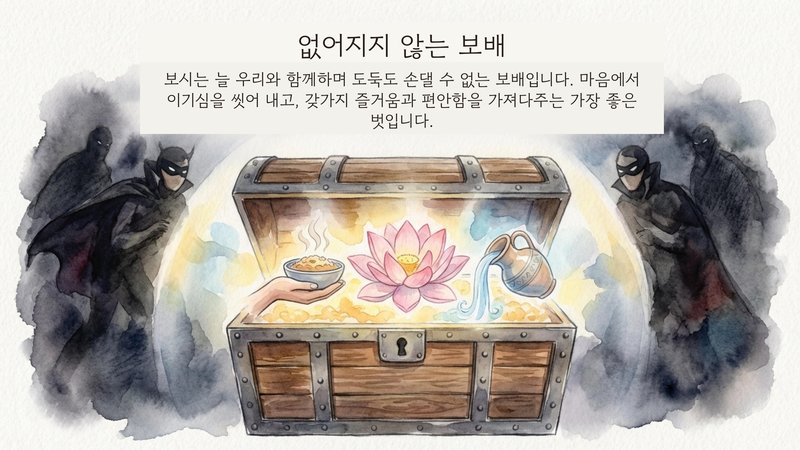 없어지지 않는 보배
보시는 늘 우리와 함께하며 도둑도 손댈 수 없는 보배입니다. 마음에서
이기심을 씻어 내고, 갖가지 즐거움과 편안함을 가져다주는 가장 좋은
벗입니다.